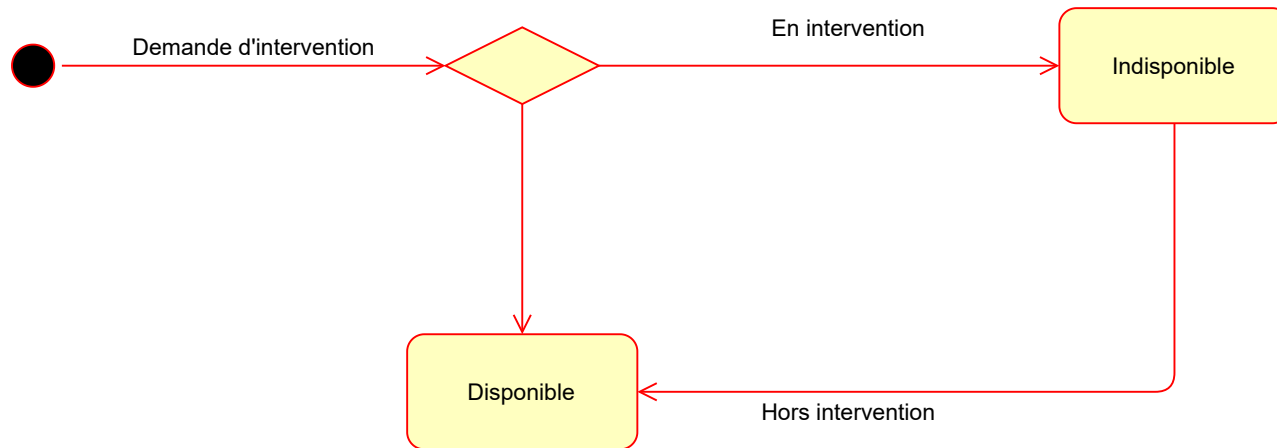 Demande d'intervention
En intervention
Indisponible
Disponible
Hors intervention